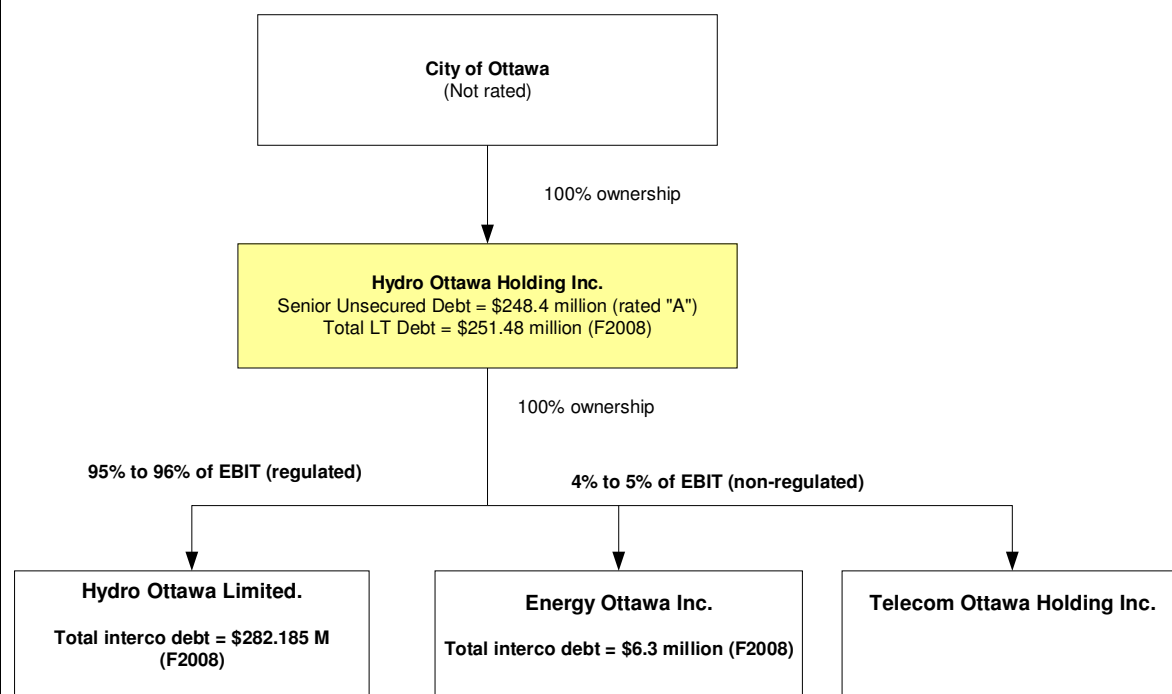 City of Ottawa
(Not rated)
100% ownership
Hydro Ottawa Holding Inc.
Senior Unsecured Debt = $248.4 million (rated "A")
Total LT Debt = $251.48 million (F2008)
100% ownership
95% to 96% of EBIT (regulated)
4% to 5% of EBIT (non-regulated)
Hydro Ottawa Limited.
Total interco debt = $282.185 M
(F2008)
Energy Ottawa Inc.
Total interco debt = $6.3 million (F2008)
Telecom Ottawa Holding Inc.